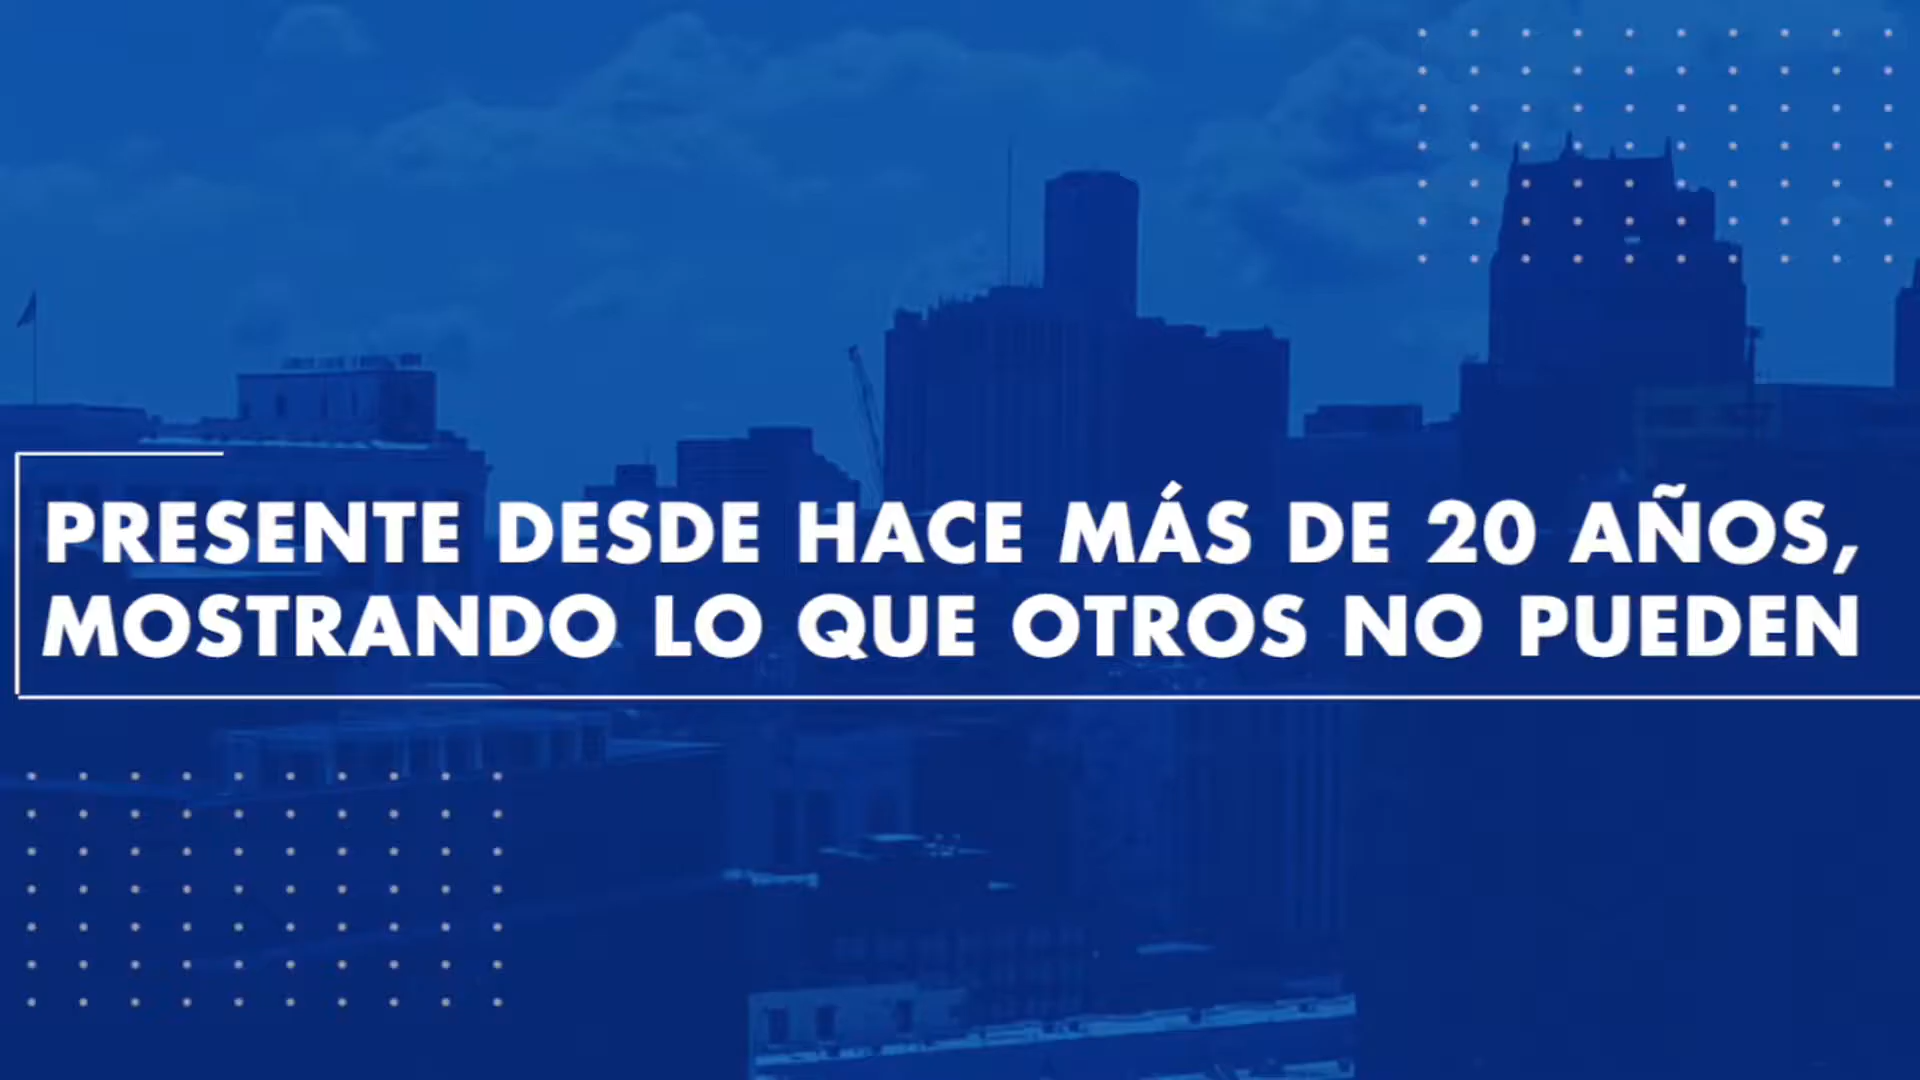 PRESENTE DESDE HACE MÁS DE 20 AÑOS,
MOSTRANDO LO QUE OTROS NO PUEDEN